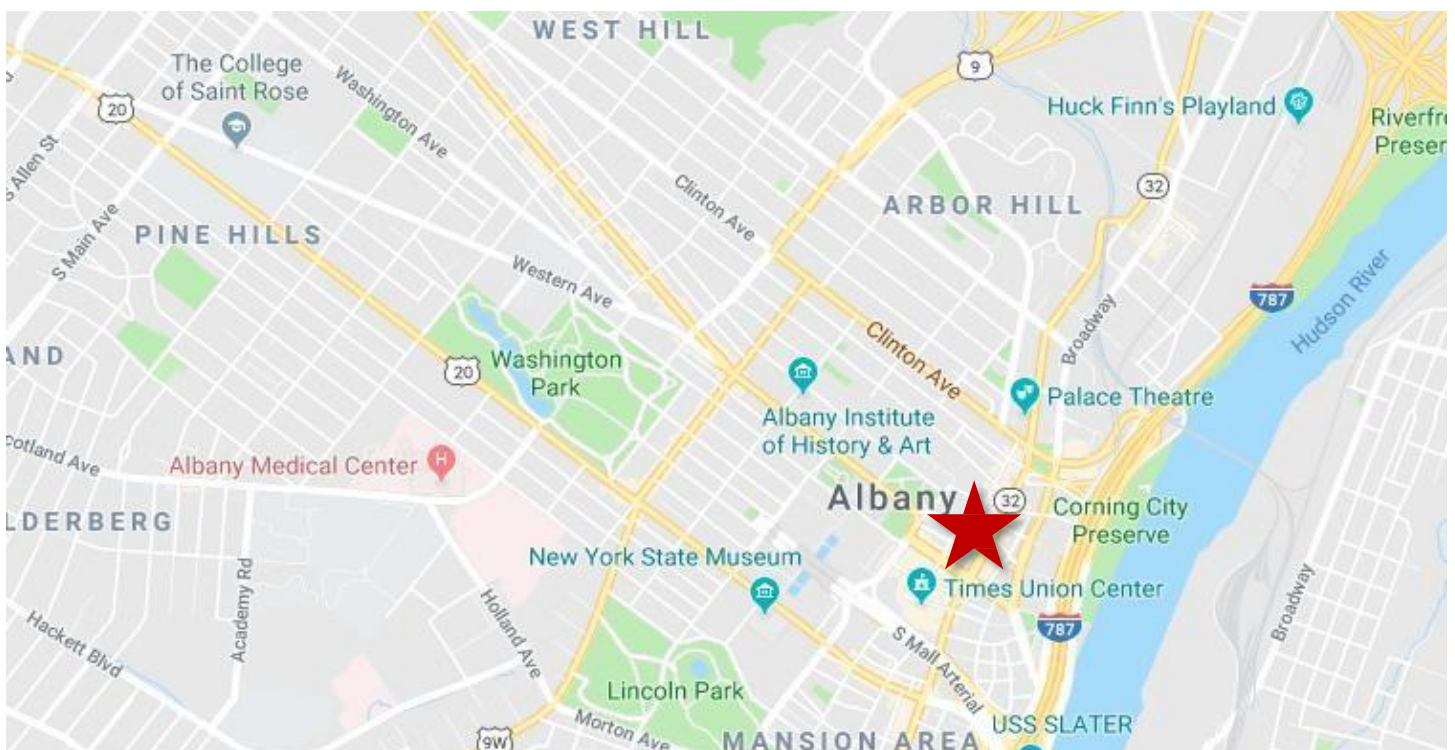 WEST HILL
The College
of Saint Rose
20
Washington Ave
9
Huck Finn's Playland
Riverfr
Preser
s Allen St
S Main Ave
PINE HILLS
Clinton Ave
ARBOR HILL
32
Western Ave
787
Hudson River
Broadway
AND
20
Washington
Park
Clinton Ave
Palace Theatre
Albany Institute
of History & Art
cotland Ave
Albany Medical Center
H
Albany
32
Corning City
Preserve
LDERBERG
New York State Museum
Times Union Center
Academy Rd
Holland Ave
Hackett Blvd
787
Broadway
S Mall Arterial
Lincoln Park
Morton Ave
9W
USS SLATER
MANSION AREA